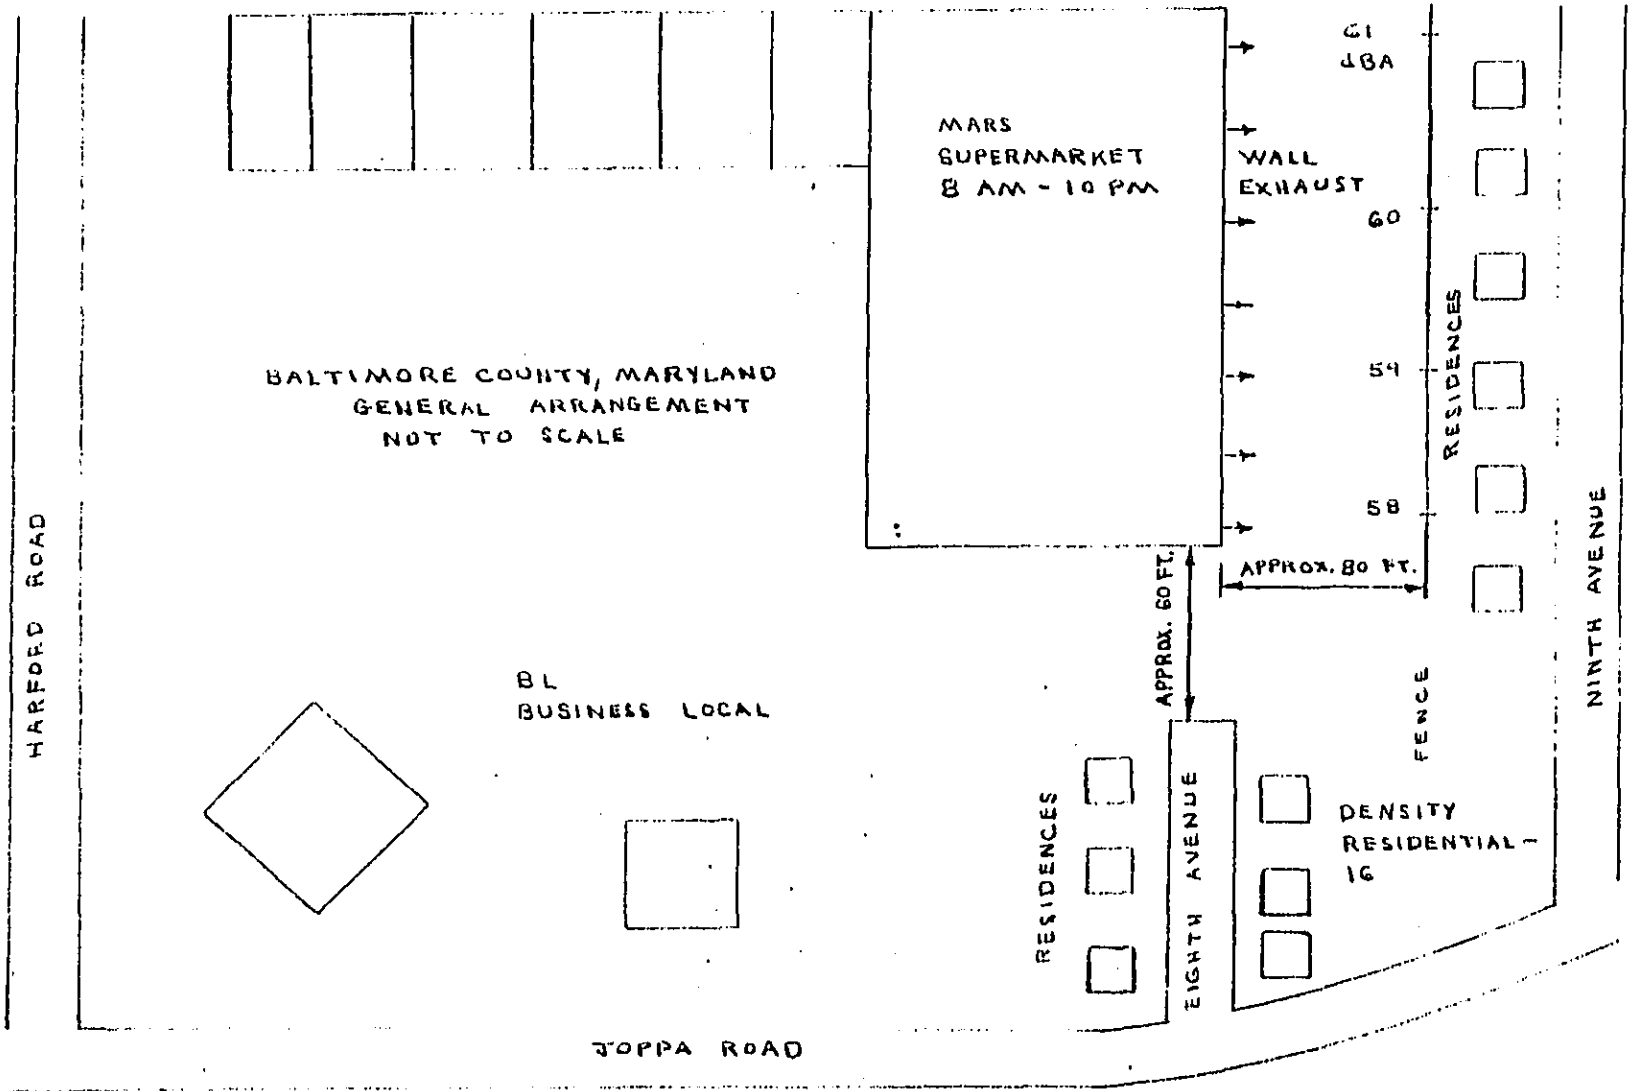 61
dBA
MARS
SUPERMARKET
8 AM - 10 PM
WALL
EXHAUST
60
RESIDENCES
59
BALTIMORE COUNTY, MARYLAND
GENERAL ARRANGEMENT
NOT TO SCALE
58
HARFORD ROAD
NINTH AVENUE
APPROX. 60 FT.
APPROX. 80 FT.
BL
BUSINESS LOCAL
FENCE
RESIDENCES
EIGHTH AVENUE
DENSITY
RESIDENTIAL -
16
JOPPA ROAD